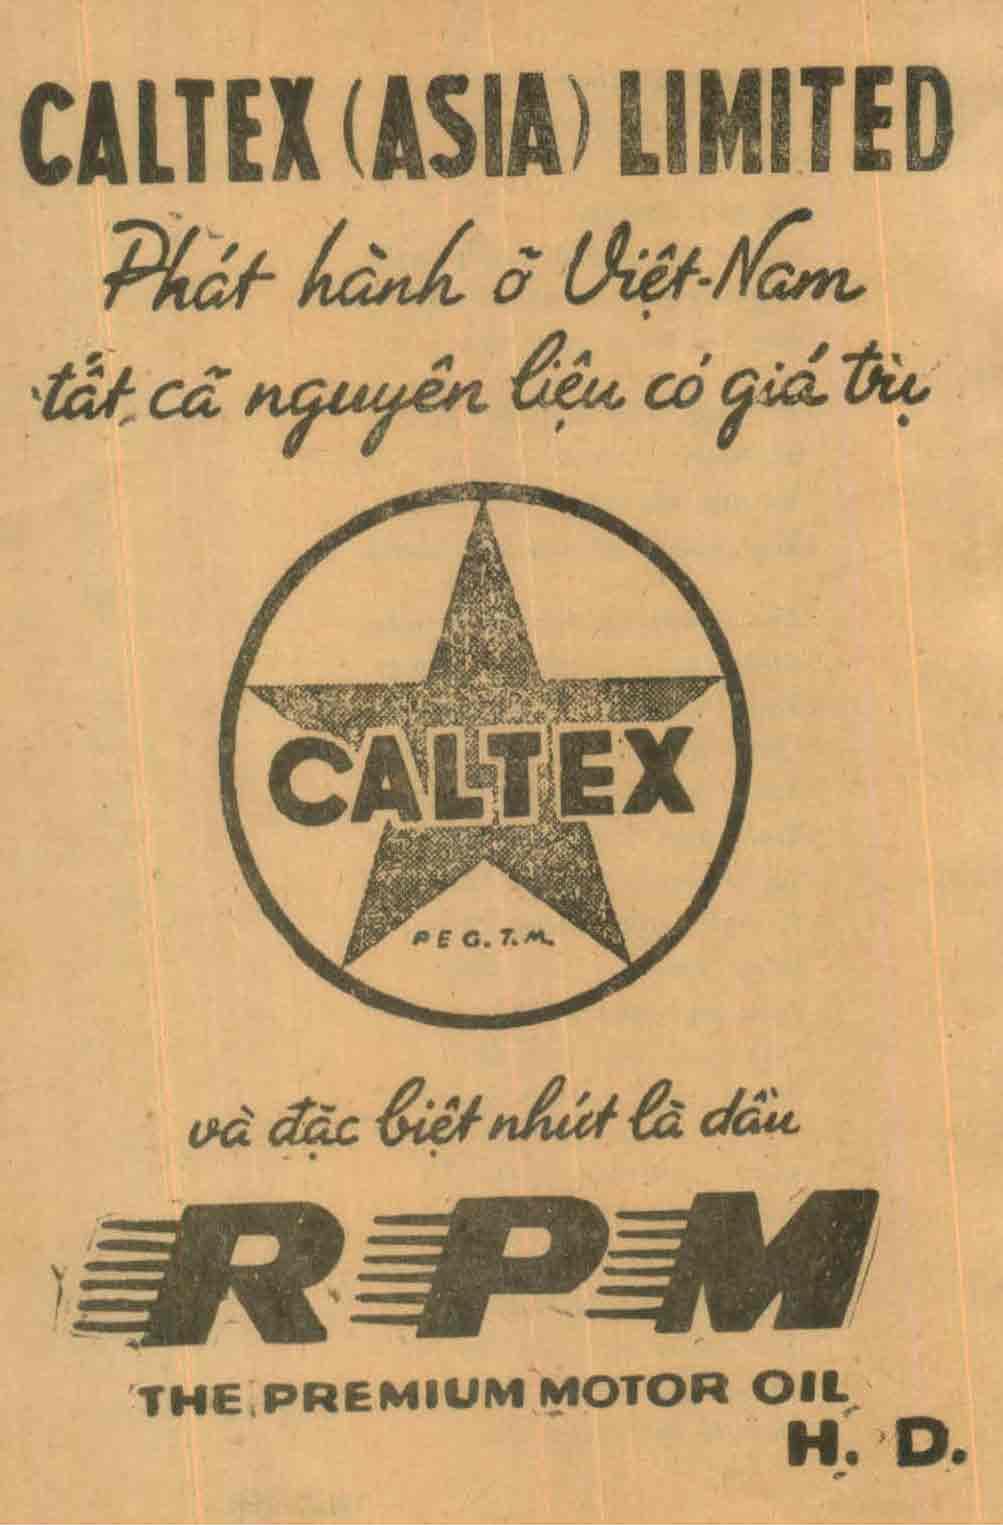 CALTEX (ASIA) LIMITED
Phát hành ở Việt-Nam
tất cã nguyên liệu có giá trị
CALTEX
REG. T.M.
và đặc biệt nhứt là dầu
RPM
THE PREMIUM MOTOR OIL
H. D.